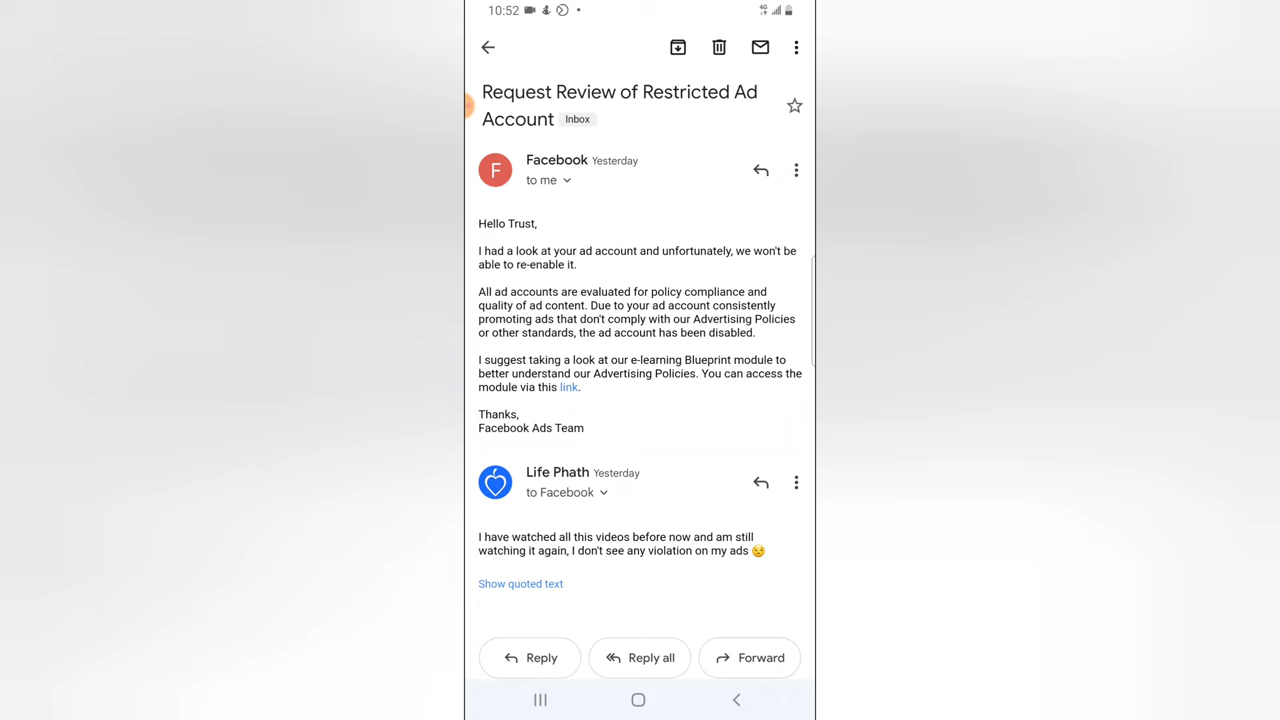 10:52
4G
Request Review of Restricted Ad
Account Inbox
F
Facebook Yesterday
to me
Hello Trust,
I had a look at your ad account and unfortunately, we won't be
able to re-enable it.
All ad accounts are evaluated for policy compliance and
quality of ad content. Due to your ad account consistently
promoting ads that don't comply with our Advertising Policies
or other standards, the ad account has been disabled.
I suggest taking a look at our e-learning Blueprint module to
better understand our Advertising Policies. You can access the
module via this link.
Thanks,
Facebook Ads Team
Life Phath Yesterday
to Facebook
I have watched all this videos before now and am still
watching it again, I don't see any violation on my ads 😒
Show quoted text
Reply Reply all Forward